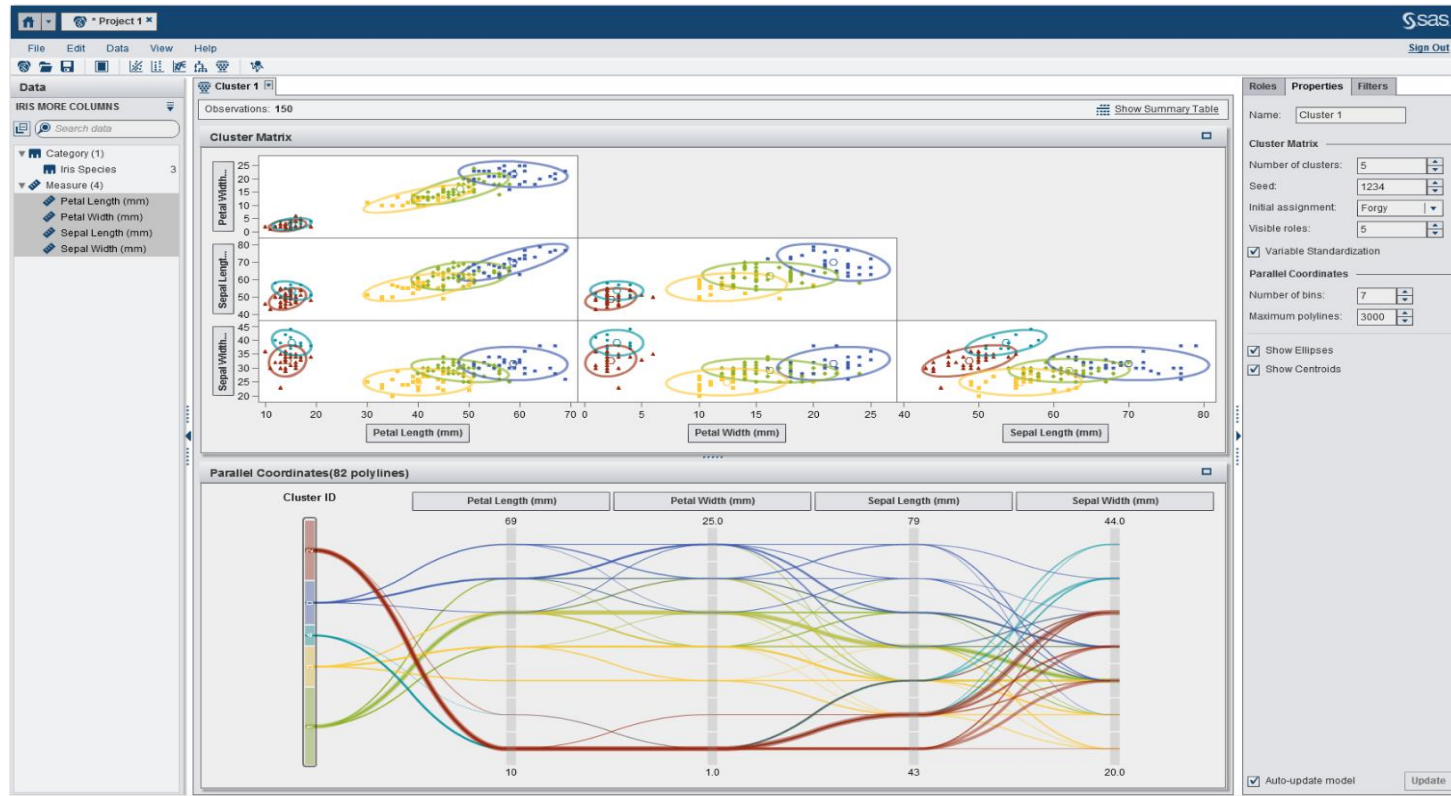 * Project 1 ×
sas
File Edit Data View Help
Sign Out
Data
IRIS MORE COLUMNS
Search data
Category (1)
Iris Species 3
Measure (4)
Petal Length (mm)
Petal Width (mm)
Sepal Length (mm)
Sepal Width (mm)
Cluster 1
Observations: 150
Show Summary Table
Cluster Matrix
Petal Width...
25
20
15
10
5
0
Sepal Lengt...
80
70
60
50
40
Sepal Width...
45
40
35
30
25
20
10 20 30 40 50 60 70 0 5 10 15 20 25 40 50 60 70 80
Petal Length (mm) Petal Width (mm) Sepal Length (mm)
Parallel Coordinates(82 polylines)
Cluster ID Petal Length (mm) Petal Width (mm) Sepal Length (mm) Sepal Width (mm)
69 25.0 79 44.0
10 1.0 43 20.0
Roles Properties Filters
Name: Cluster 1
Cluster Matrix
Number of clusters: 5
Seed: 1234
Initial assignment: Forgy
Visible roles: 5
Variable Standardization
Parallel Coordinates
Number of bins: 7
Maximum polylines: 3000
Show Ellipses
Show Centroids
Auto-update model Update